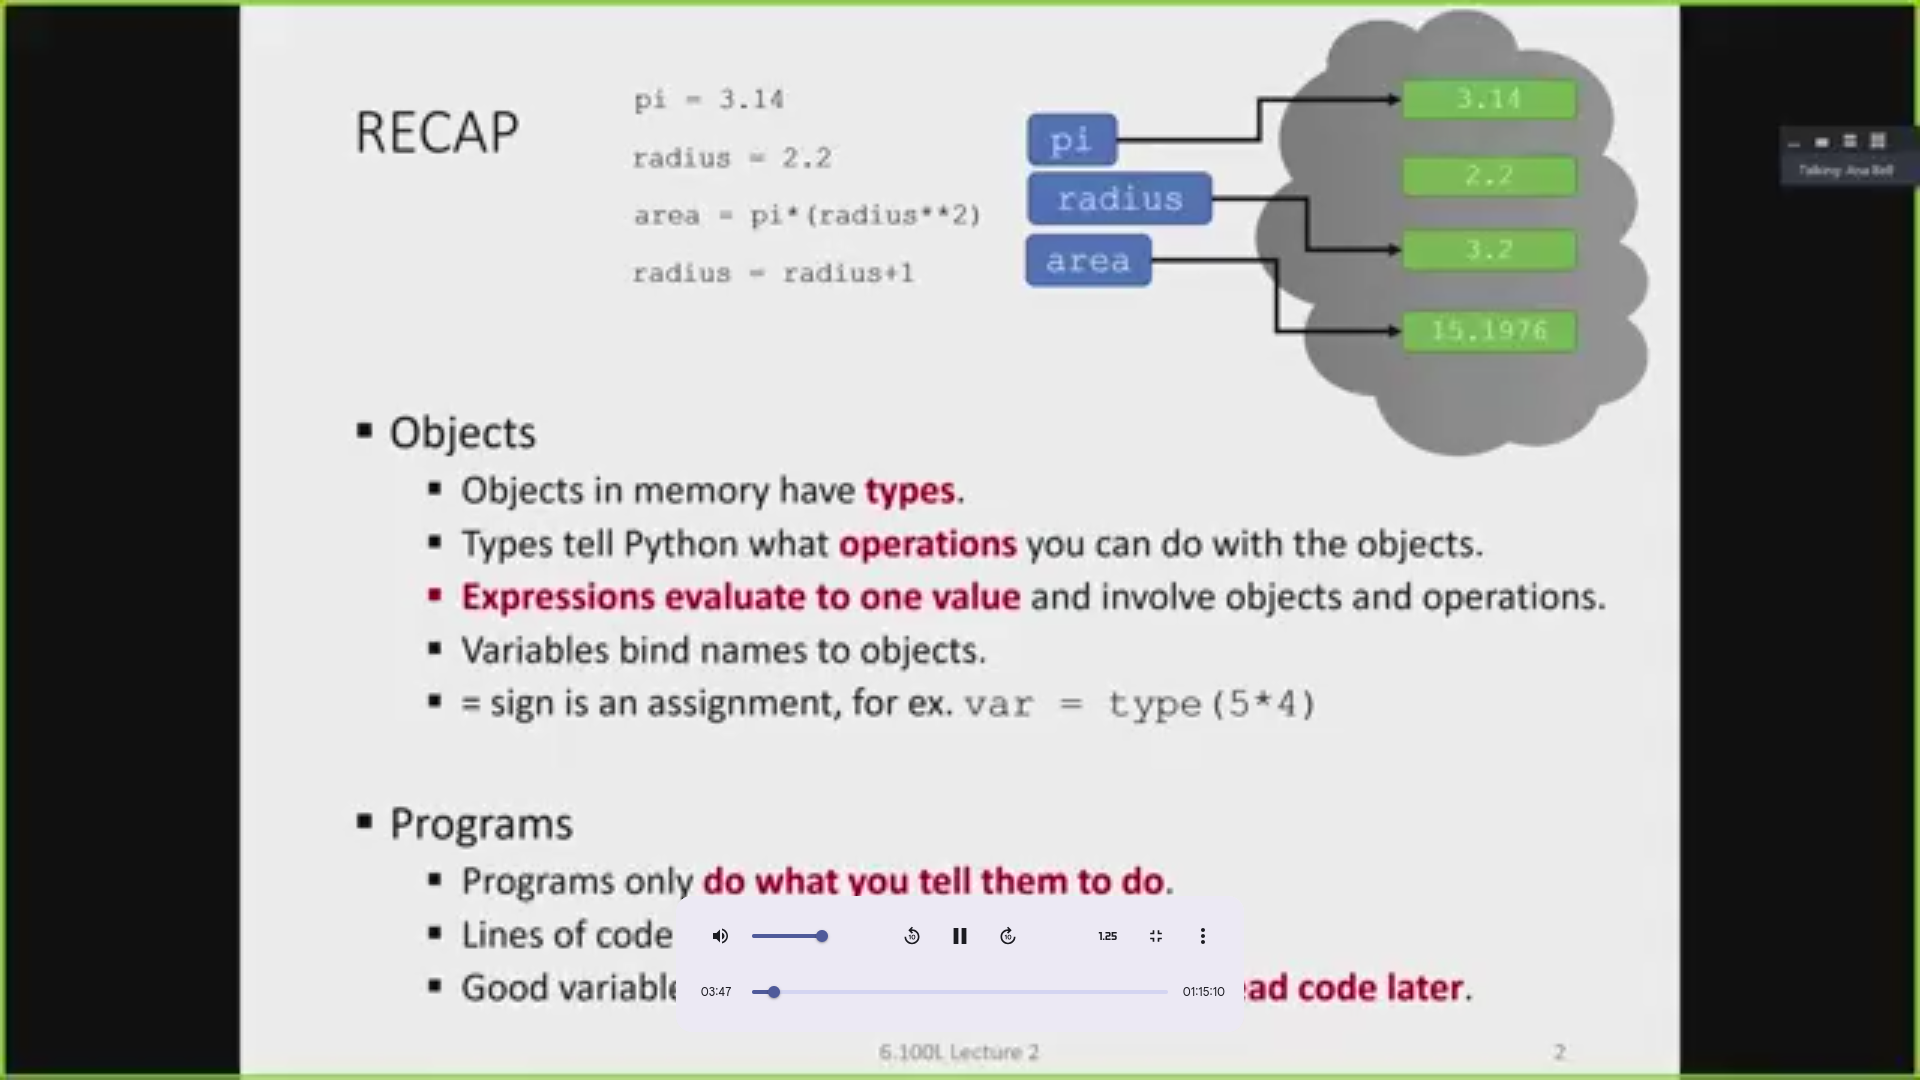 RECAP
pi = 3.14
radius = 2.2
area = pi*(radius**2)
radius = radius+1
pi
radius
area
3.14
2.2
3.2
15.1976
Talking: Ana Bell
▪ Objects
▪ Objects in memory have types.
▪ Types tell Python what operations you can do with the objects.
▪ Expressions evaluate to one value and involve objects and operations.
▪ Variables bind names to objects.
▪ = sign is an assignment, for ex. var = type(5*4)
▪ Programs
▪ Programs only do what you tell them to do.
▪ Lines of code
▪ Good variable ead code later.
10
10
1.25
03:47
01:15:10
6.100L Lecture 2
2